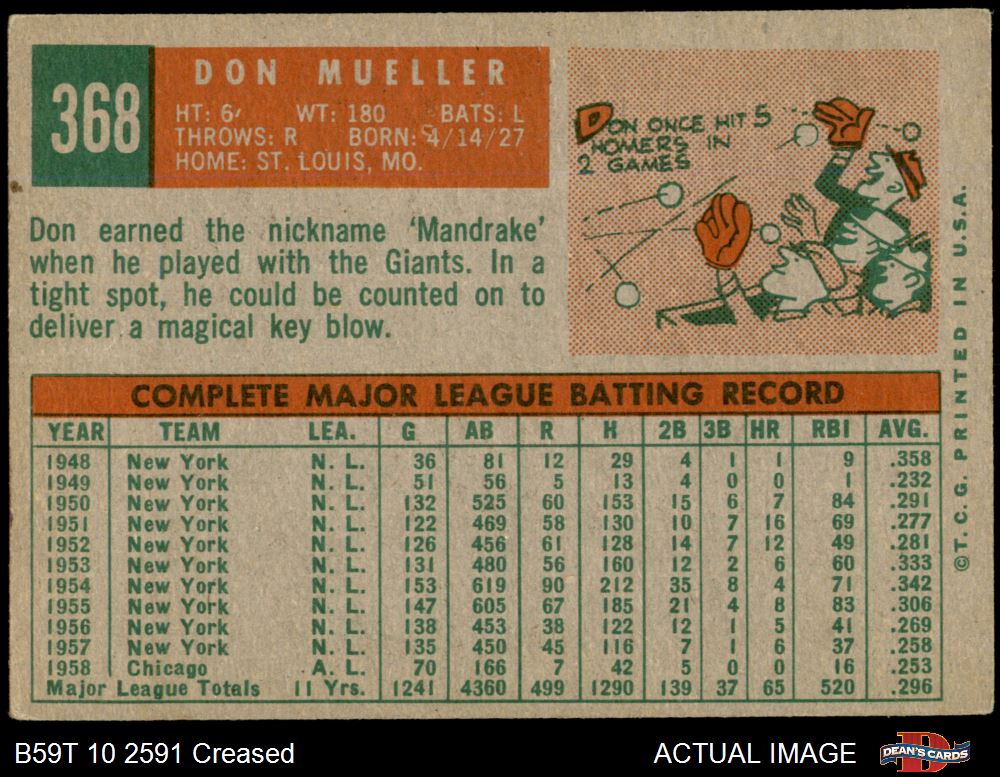 368
DON MUELLER
HT: 6' WT: 180 BATS: L
THROWS: R BORN: 4/14/27
HOME: ST. LOUIS, MO.
DON ONCE HIT 5
HOMERS IN
2 GAMES
Don earned the nickname ‘Mandrake’
when he played with the Giants. In a
tight spot, he could be counted on to
deliver a magical key blow.
COMPLETE MAJOR LEAGUE BATTING RECORD
YEAR TEAM LEA. G AB R H 2B 3B HR RBI AVG.
1948 New York N. L. 36 81 12 29 4 1 1 9 .358
1949 New York N. L. 51 56 5 13 4 0 0 1 .232
1950 New York N. L. 132 525 60 153 15 6 7 84 .291
1951 New York N. L. 122 469 58 130 10 7 16 69 .277
1952 New York N. L. 126 456 61 128 14 7 12 49 .281
1953 New York N. L. 131 480 56 160 12 2 6 60 .333
1954 New York N. L. 153 619 90 212 35 8 4 71 .342
1955 New York N. L. 147 605 67 185 21 4 8 83 .306
1956 New York N. L. 138 453 38 122 12 1 5 41 .269
1957 New York N. L. 135 450 45 116 7 1 6 37 .258
1958 Chicago A. L. 70 166 7 42 5 0 0 16 .253
Major League Totals 11 Yrs. 1241 4360 499 1290 139 37 65 520 .296
©T.C.G. PRINTED IN U.S.A.
B59T 10 2591 Creased
ACTUAL IMAGE
DEAN'S CARDS